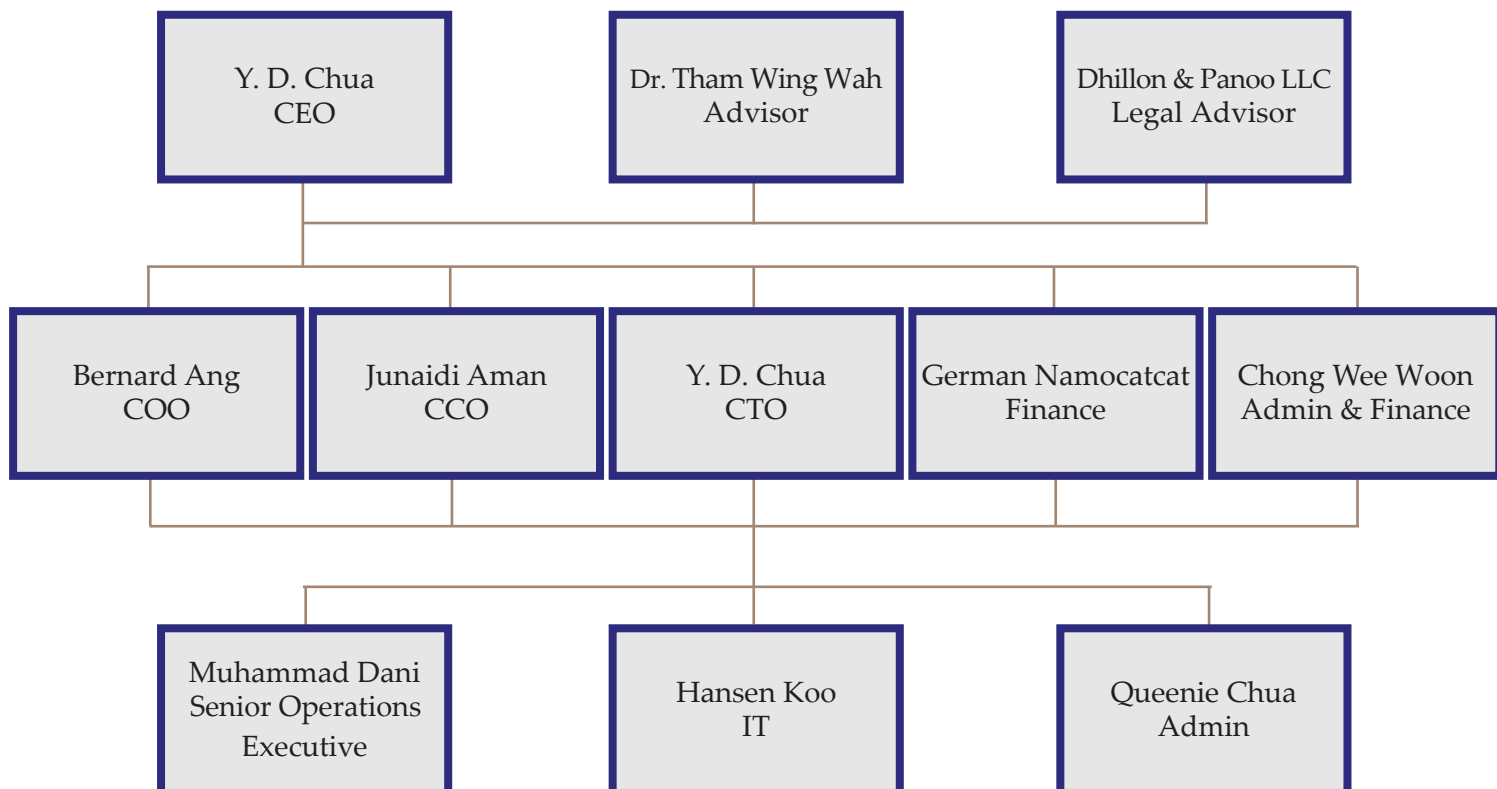 Y. D. Chua
CEO
Dr. Tham Wing Wah
Advisor
Dhillon & Panoo LLC
Legal Advisor
Bernard Ang
COO
Junaidi Aman
CCO
Y. D. Chua
CTO
German Namocatcat
Finance
Chong Wee Woon
Admin & Finance
Muhammad Dani
Senior Operations
Executive
Hansen Koo
IT
Queenie Chua
Admin